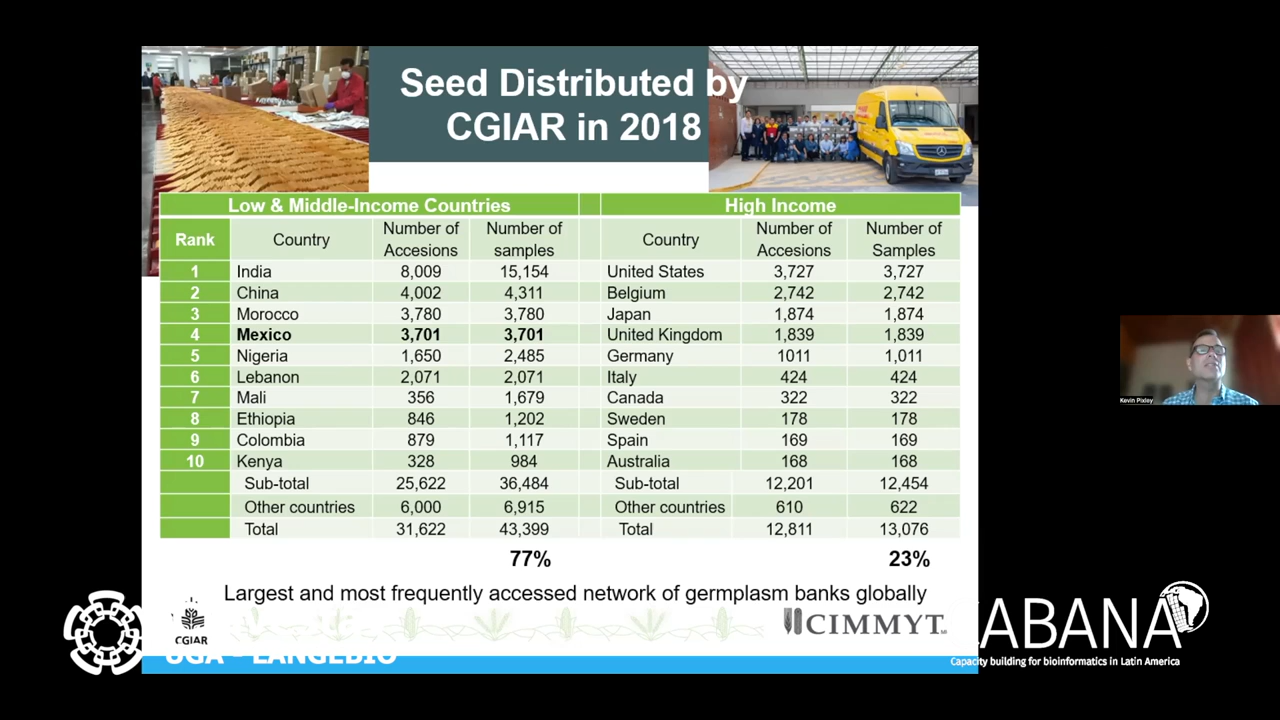 Seed Distributed by
CGIAR in 2018
Low & Middle-Income Countries High Income
Rank Country Number of Accesions Number of samples Country Number of Accesions Number of Samples
1 India 8,009 15,154 United States 3,727 3,727
2 China 4,002 4,311 Belgium 2,742 2,742
3 Morocco 3,780 3,780 Japan 1,874 1,874
4 Mexico 3,701 3,701 United Kingdom 1,839 1,839
5 Nigeria 1,650 2,485 Germany 1011 1,011
6 Lebanon 2,071 2,071 Italy 424 424
7 Mali 356 1,679 Canada 322 322
8 Ethiopia 846 1,202 Sweden 178 178
9 Colombia 879 1,117 Spain 169 169
10 Kenya 328 984 Australia 168 168
Sub-total 25,622 36,484 Sub-total 12,201 12,454
Other countries 6,000 6,915 Other countries 610 622
Total 31,622 43,399 Total 12,811 13,076
77% 23%
Largest and most frequently accessed network of germplasm banks globally
CGIAR
CIMMYT
UGA - LANGEBIO
CABANA
Capacity building for bioinformatics in Latin America
Kevin Pixley